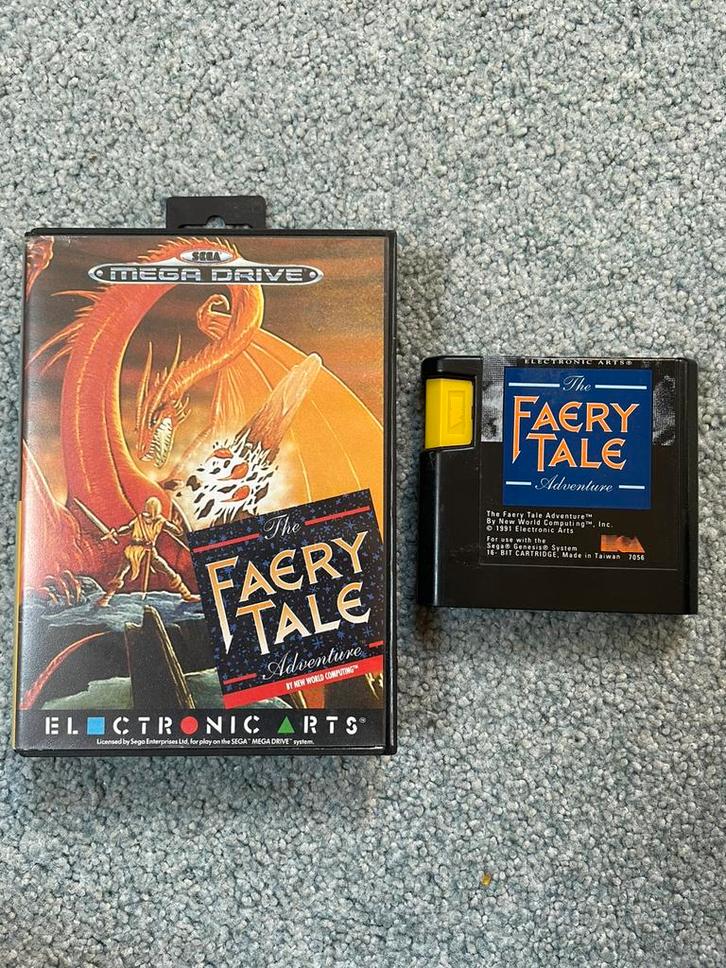 SEGA
MEGA DRIVE
The
FAERY
TALE
Adventure
BY NEW WORLD COMPUTING™
ELECTRONIC ARTS®
Licensed by Sega Enterprises Ltd. for play on the SEGA™ MEGA DRIVE™ system.
ELECTRONIC ARTS®
The
FAERY
TALE
Adventure
The Faery Tale Adventure™
By New World Computing™, Inc.
© 1991 Electronic Arts
For use with the
Sega® Genesis® System
16-BIT CARTRIDGE, Made in Taiwan 7056